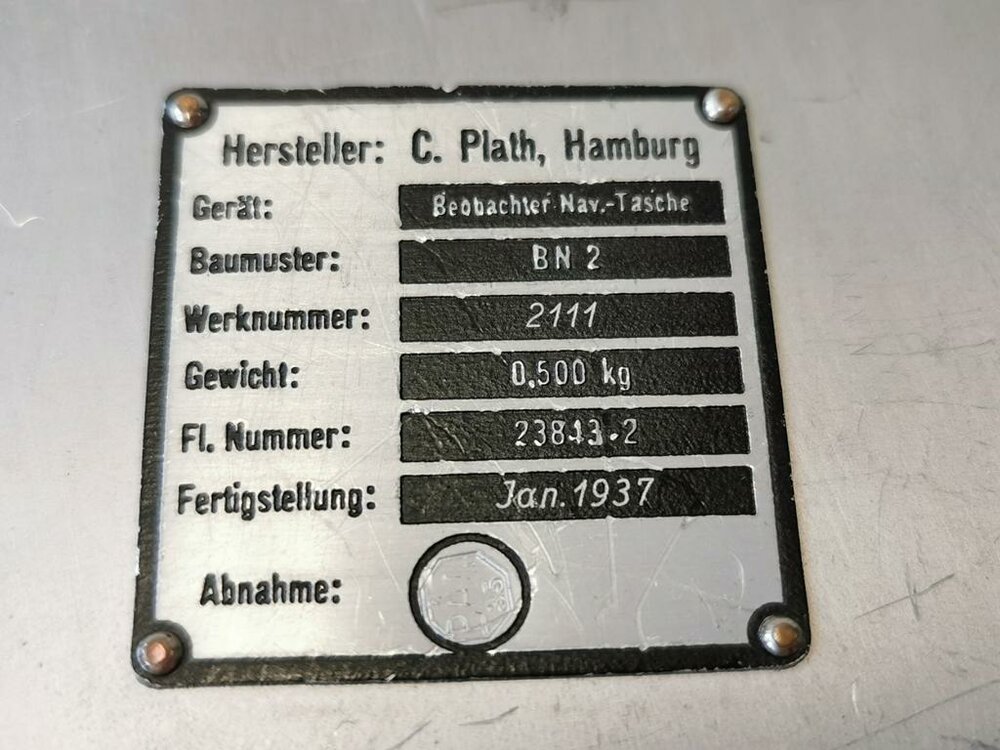 Hersteller: C. Plath, Hamburg
Gerät: Beobachter Nav.-Tasche
Baumuster: BN 2
Werknummer: 2111
Gewicht: 0,500 kg
Fl. Nummer: 23843-2
Fertigstellung: Jan. 1937
Abnahme: